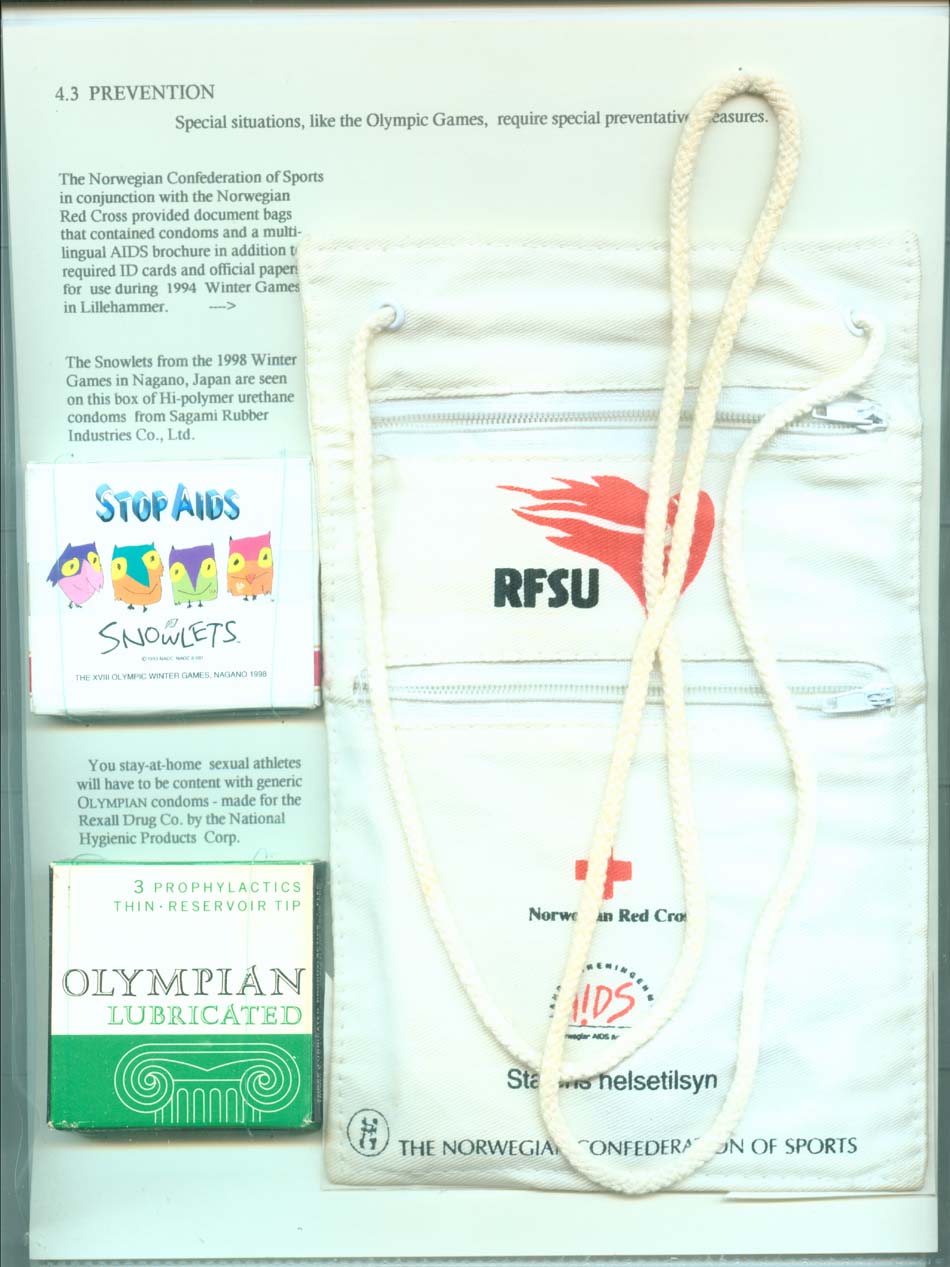 4.3 PREVENTION
Special situations, like the Olympic Games, require special preventative easures.
The Norwegian Confederation of Sports
in conjunction with the Norwegian
Red Cross provided document bags
that contained condoms and a multi-
lingual AIDS brochure in addition t
required ID cards and official paper
for use during 1994 Winter Games
in Lillehammer. ---->
The Snowlets from the 1998 Winter
Games in Nagano, Japan are seen
on this box of Hi-polymer urethane
condoms from Sagami Rubber
Industries Co., Ltd.
STOP AIDS
SNOWLETS
THE XVIII OLYMPIC WINTER GAMES, NAGANO 1998
You stay-at-home sexual athletes
will have to be content with generic
OLYMPIAN condoms - made for the
Rexall Drug Co. by the National
Hygienic Products Corp.
3 PROPHYLACTICS
THIN · RESERVOIR TIP
OLYMPIAN
LUBRICATED
RFSU
Norwegian Red Cros
AIDS
Sta ns helsetilsyn
THE NORWEGIAN CONFEDERATION OF SPORTS